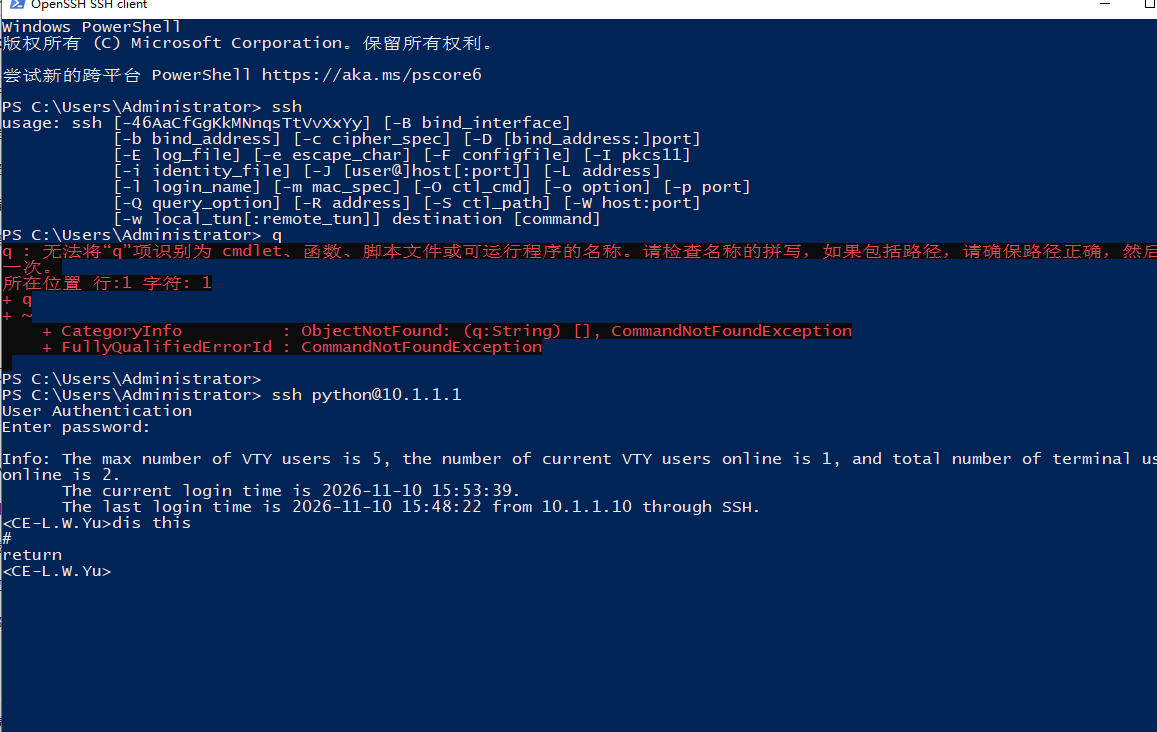 OpenSSH SSH client
Windows PowerShell
版权所有 (C) Microsoft Corporation。保留所有权利。
尝试新的跨平台 PowerShell https://aka.ms/pscore6
PS C:\Users\Administrator> ssh
usage: ssh [-46AaCfGgKkMNnqsTtVvXxYy] [-B bind_interface]
           [-b bind_address] [-c cipher_spec] [-D [bind_address:]port]
           [-E log_file] [-e escape_char] [-F configfile] [-I pkcs11]
           [-i identity_file] [-J [user@]host[:port]] [-L address]
           [-l login_name] [-m mac_spec] [-O ctl_cmd] [-o option] [-p port]
           [-Q query_option] [-R address] [-S ctl_path] [-W host:port]
           [-w local_tun[:remote_tun]] destination [command]
PS C:\Users\Administrator> q
q : 无法将“q”项识别为 cmdlet、函数、脚本文件或可运行程序的名称。请检查名称的拼写，如果包括路径，请确保路径正确，然后
一次。
所在位置 行:1 字符: 1
+ q
+ ~
    + CategoryInfo          : ObjectNotFound: (q:String) [], CommandNotFoundException
    + FullyQualifiedErrorId : CommandNotFoundException
PS C:\Users\Administrator>
PS C:\Users\Administrator> ssh python@10.1.1.1
User Authentication
Enter password:
Info: The max number of VTY users is 5, the number of current VTY users online is 1, and total number of terminal us
online is 2.
      The current login time is 2026-11-10 15:53:39.
      The last login time is 2026-11-10 15:48:22 from 10.1.1.10 through SSH.
<CE-L.W.Yu>dis this
#
return
<CE-L.W.Yu>